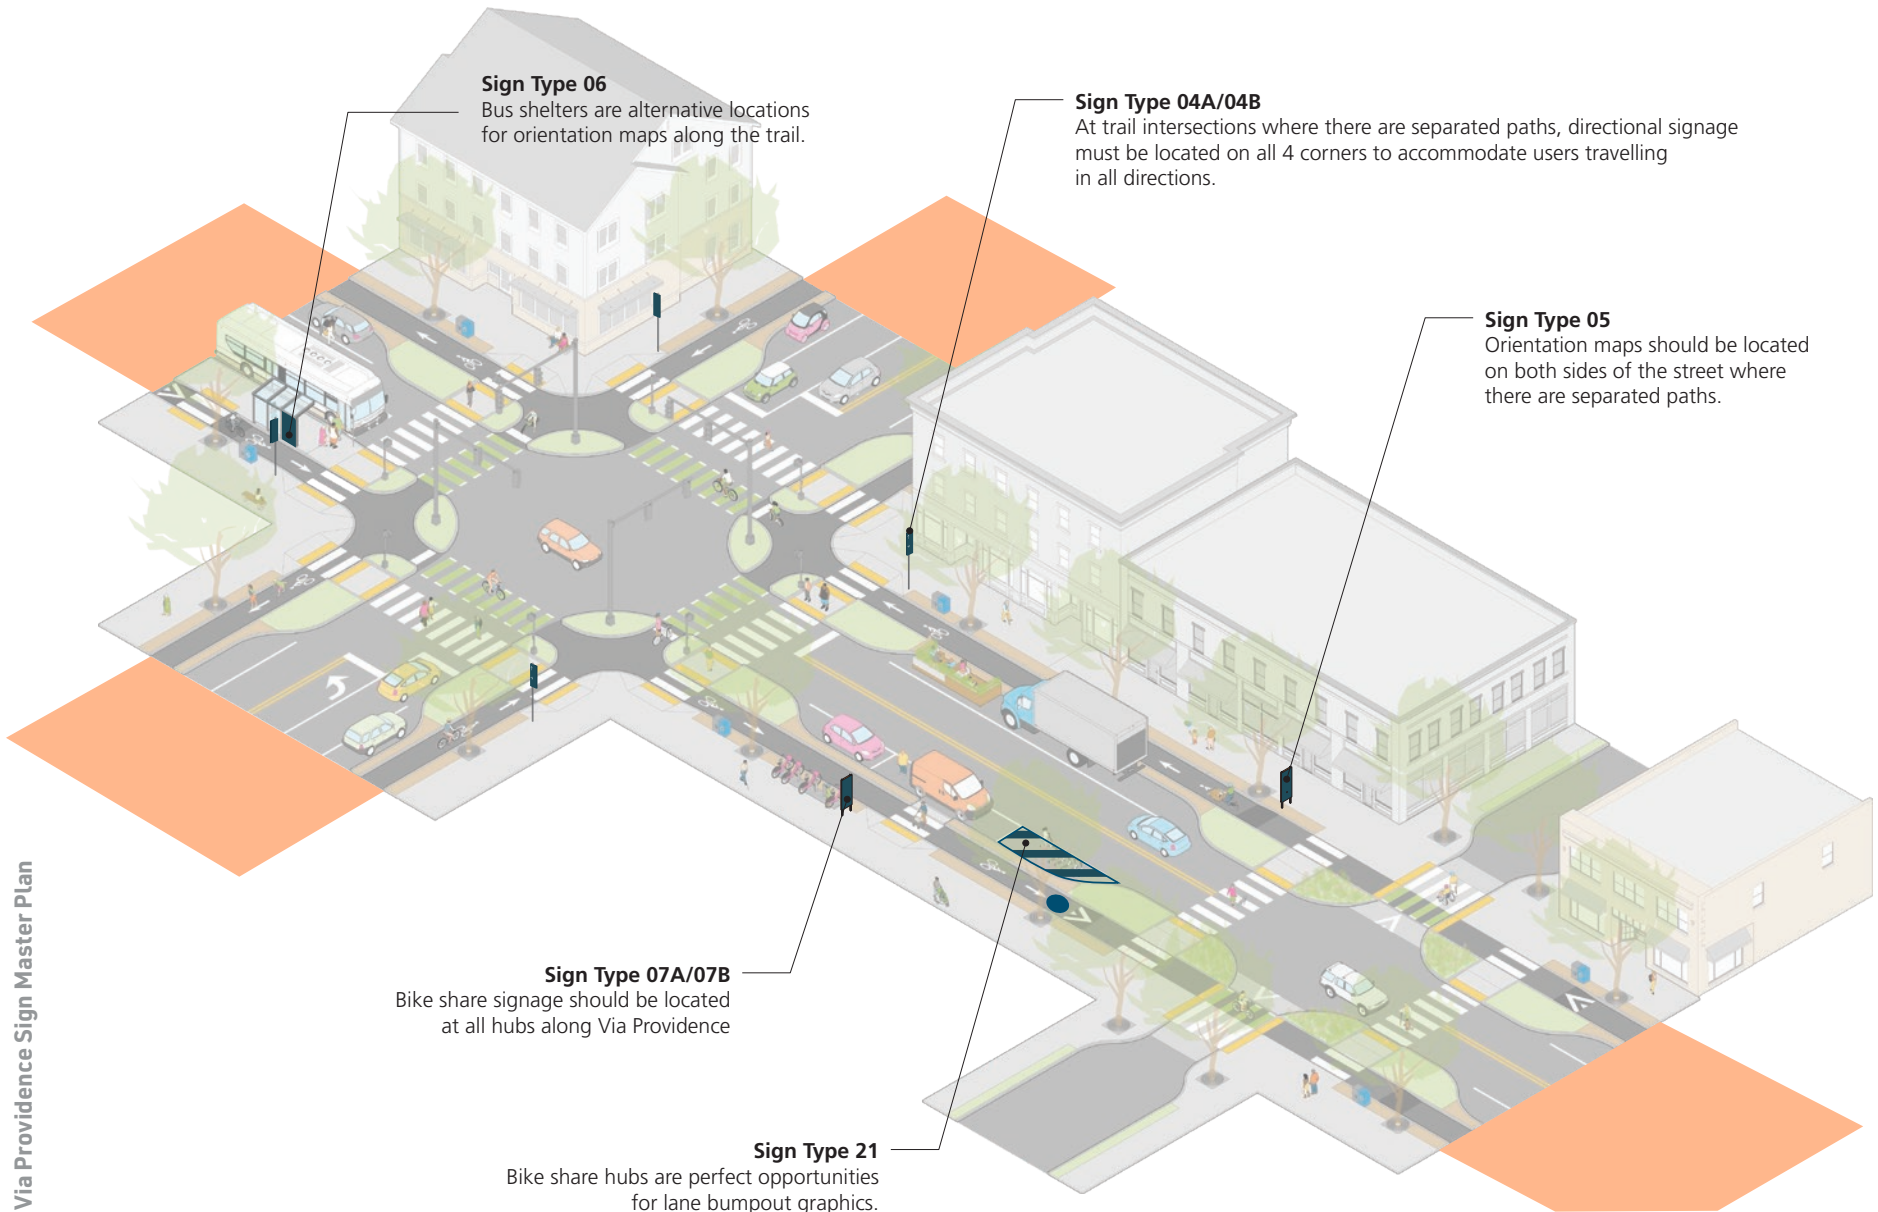 Sign Type 06
Bus shelters are alternative locations
for orientation maps along the trail.
Sign Type 04A/04B
At trail intersections where there are separated paths, directional signage
must be located on all 4 corners to accommodate users travelling
in all directions.
Sign Type 05
Orientation maps should be located
on both sides of the street where
there are separated paths.
Sign Type 07A/07B
Bike share signage should be located
at all hubs along Via Providence
Sign Type 21
Bike share hubs are perfect opportunities
for lane bumpout graphics.
Via Providence Sign Master Plan